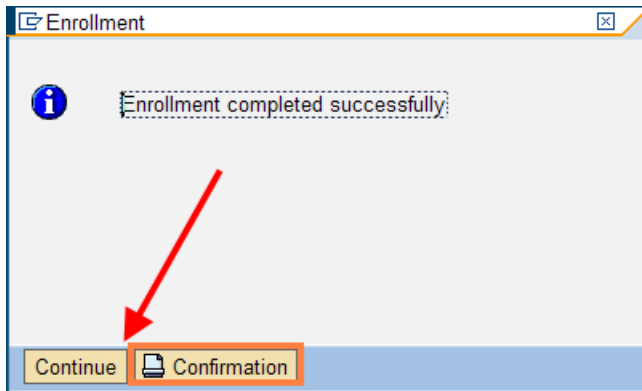 Enrollment
Enrollment completed successfully
Continue
Confirmation